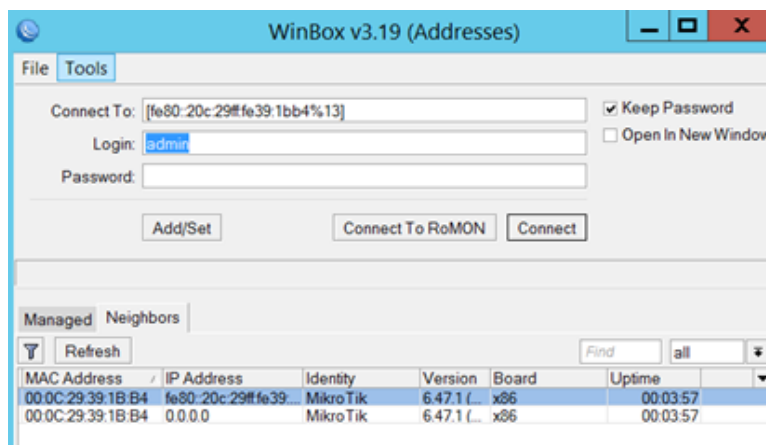 WinBox v3.19 (Addresses)
File Tools
Connect To: [fe80::20c:29ff:fe39:1bb4%13]
Keep Password
Login: admin
Open In New Window
Password:
Add/Set Connect To RoMON Connect
Managed Neighbors
Refresh Find all
MAC Address IP Address Identity Version Board Uptime
00:0C:29:39:1B:B4 fe80::20c:29ff:fe39:... MikroTik 6.47.1 (... x86 00:03:57
00:0C:29:39:1B:B4 0.0.0.0 MikroTik 6.47.1 (... x86 00:03:57